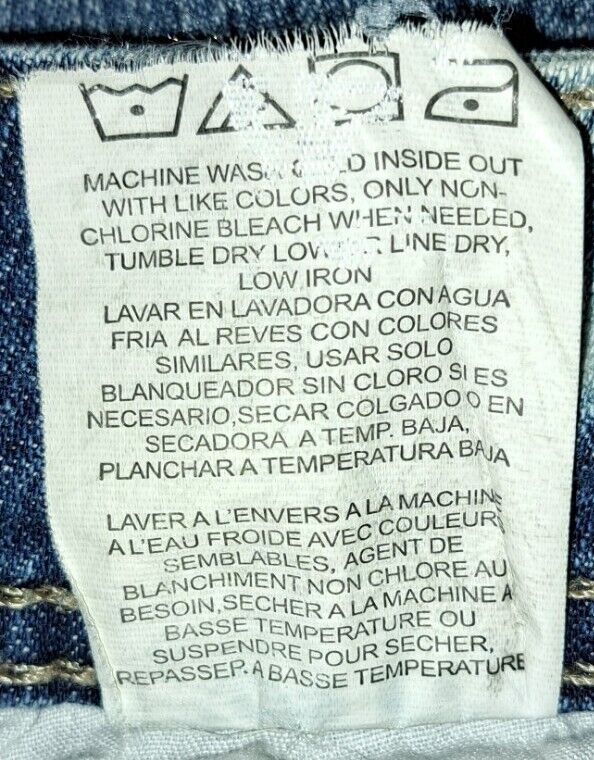 MACHINE WASH COLD INSIDE OUT
WITH LIKE COLORS, ONLY NON-
CHLORINE BLEACH WHEN NEEDED,
TUMBLE DRY LOW OR LINE DRY,
LOW IRON
LAVAR EN LAVADORA CON AGUA
FRIA AL REVES CON COLORES
SIMILARES, USAR SOLO
BLANQUEADOR SIN CLORO SI ES
NECESARIO,SECAR COLGADO O EN
SECADORA A TEMP. BAJA,
PLANCHAR A TEMPERATURA BAJA
LAVER A L'ENVERS A LA MACHINE
A L'EAU FROIDE AVEC COULEURS
SEMBLABLES, AGENT DE
BLANCHIMENT NON CHLORE AU
BESOIN,SECHER A LA MACHINE A
BASSE TEMPERATURE OU
SUSPENDRE POUR SECHER,
REPASSER.A BASSE TEMPERATURE